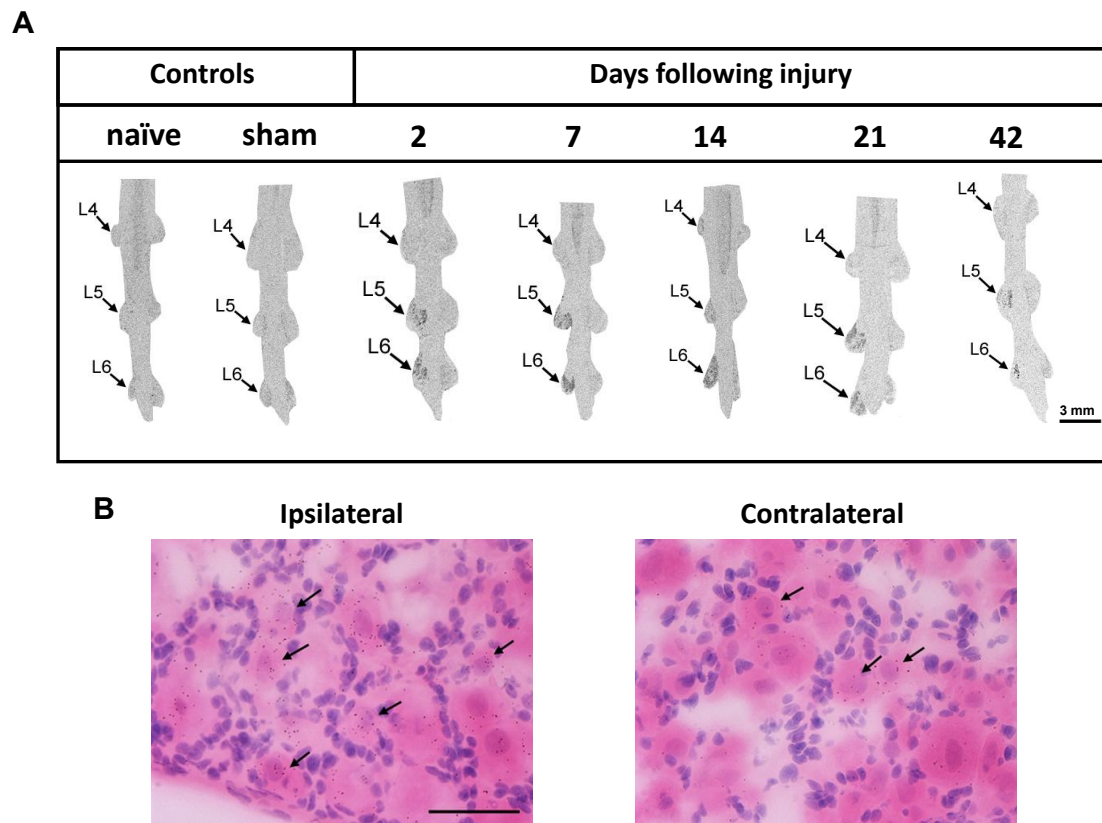 A
Controls Days following injury
naïve sham 2 7 14 21 42
L4 L4 L4 L4 L4 L4 L4
L5 L5 L5 L5 L5 L5 L5
L6 L6 L6 L6 L6 L6 L6
3 mm
B
Ipsilateral Contralateral